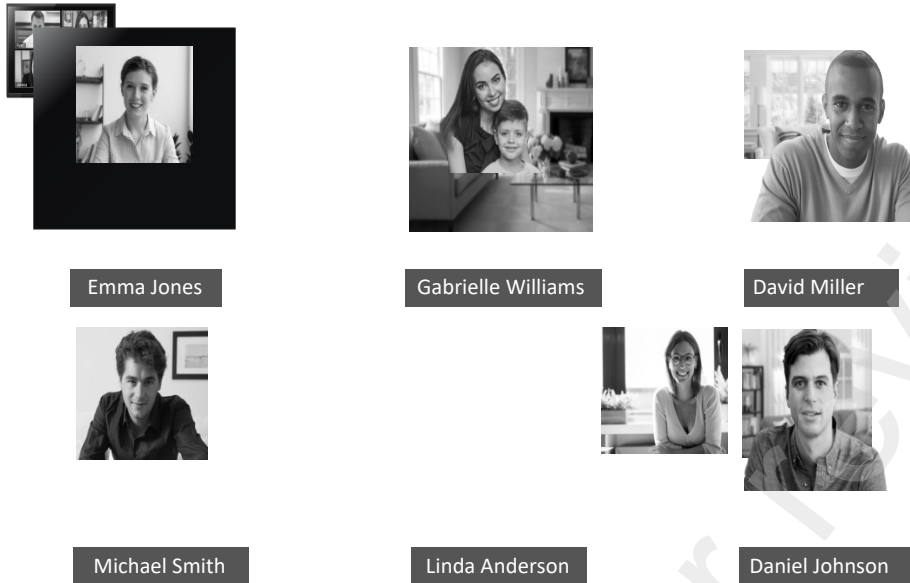 Emma Jones
Gabrielle Williams
David Miller
Michael Smith
Linda Anderson
Daniel Johnson